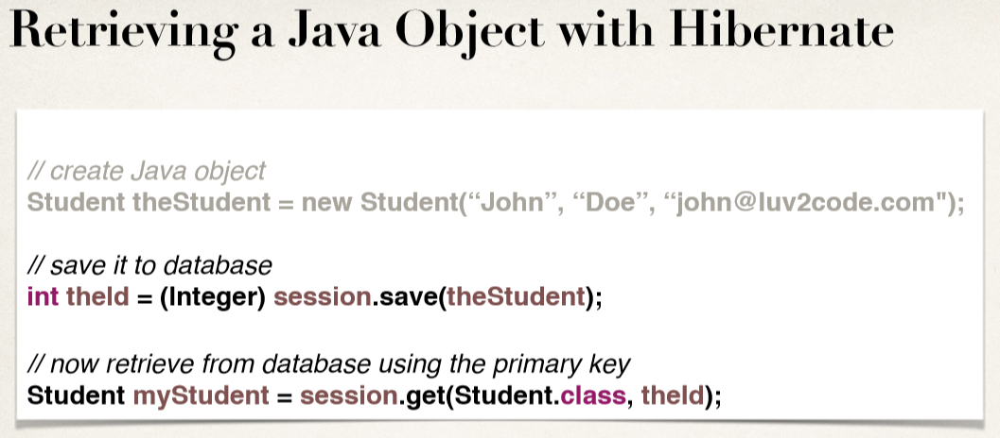 Retrieving a Java Object with Hibernate
// create Java object
Student theStudent = new Student(“John”, “Doe”, “john@luv2code.com");
// save it to database
int theId = (Integer) session.save(theStudent);
// now retrieve from database using the primary key
Student myStudent = session.get(Student.class, theId);